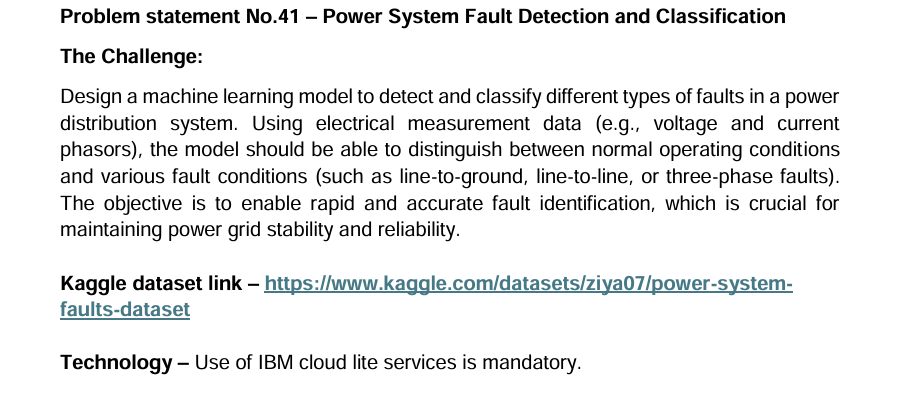 Problem statement No.41 – Power System Fault Detection and Classification
The Challenge:
Design a machine learning model to detect and classify different types of faults in a power
distribution system. Using electrical measurement data (e.g., voltage and current
phasors), the model should be able to distinguish between normal operating conditions
and various fault conditions (such as line-to-ground, line-to-line, or three-phase faults).
The objective is to enable rapid and accurate fault identification, which is crucial for
maintaining power grid stability and reliability.
Kaggle dataset link – https://www.kaggle.com/datasets/ziya07/power-system-
faults-dataset
Technology – Use of IBM cloud lite services is mandatory.